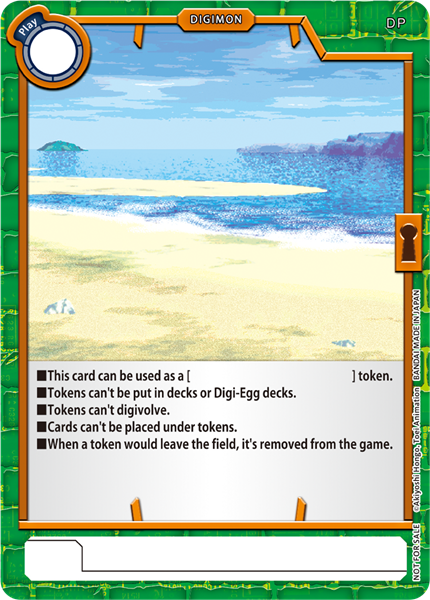 Play
DIGIMON
DP
■This card can be used as a [ ] token.
■Tokens can't be put in decks or Digi-Egg decks.
■Tokens can't digivolve.
■Cards can't be placed under tokens.
■When a token would leave the field, it's removed from the game.
NOT FOR SALE ©Akiyoshi Hongo, Toei Animation BANDAI MADE IN JAPAN